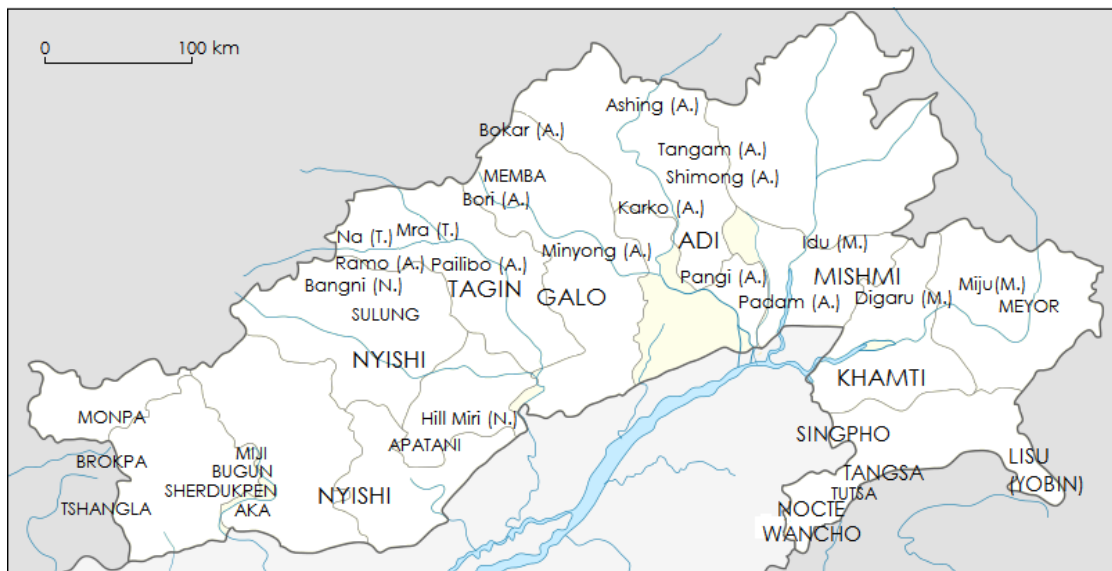 0 100 km
Ashing (A.)
Bokar (A.)
Tangam (A.)
MEMBA
Shimong (A.)
Bori (A.)
Karko (A.)
Na (T.)
Mra (T.)
ADI
Idu (M.)
Minyong (A.)
Ramo (A.)
Pailibo (A.)
Pangi (A.)
MISHMI
Bangni (N.)
TAGIN
GALO
Padam (A.)
Digaru (M.)
Miju(M.)
MEYOR
SULUNG
NYISHI
KHAMTI
MONPA
Hill Miri (N.)
APATANI
SINGPHO
MIJI
BROKPA
BUGUN
LISU
(YOBIN)
TANGSA
SHERDUKPEN
NYISHI
TUTSA
TSHANGLA
AKA
NOCTE
WANCHO